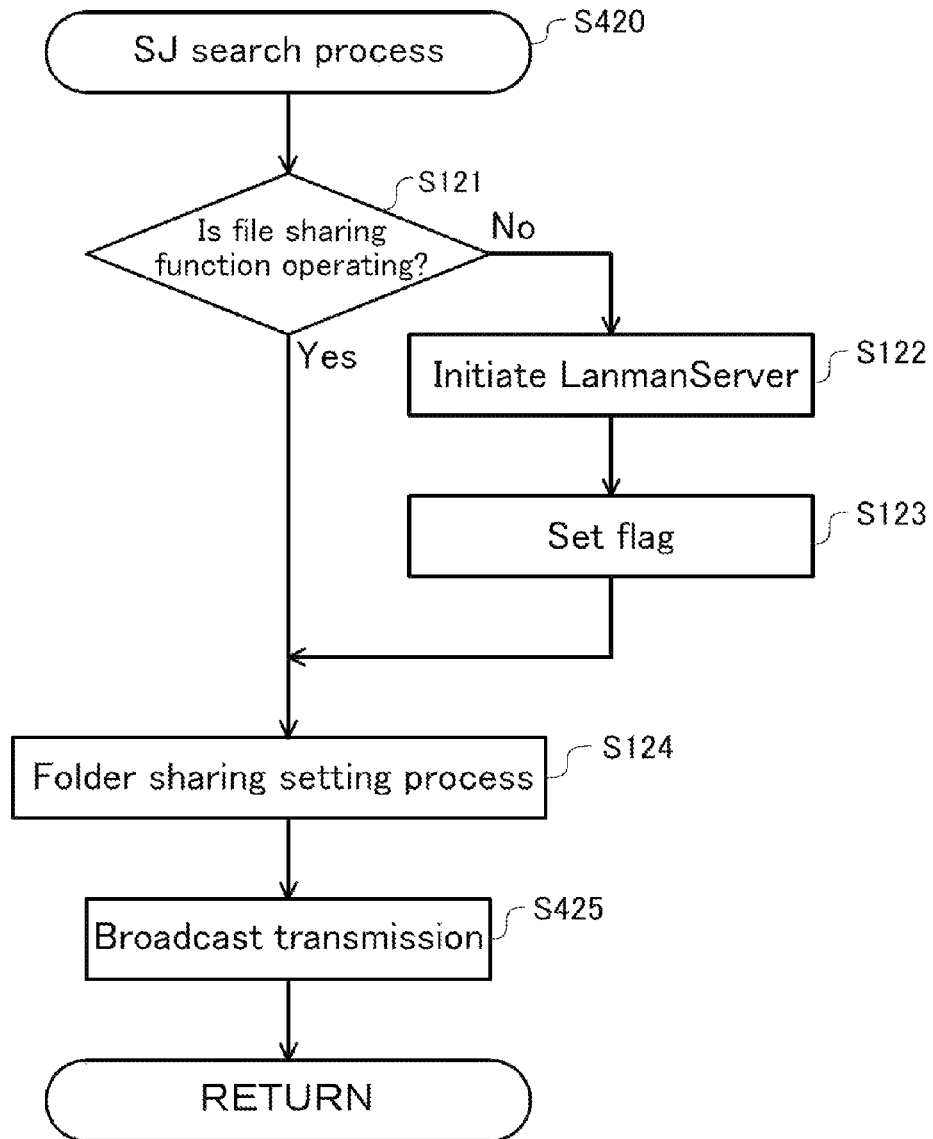 SJ search process
S420
S121
Is file sharing
function operating?
No
Yes
Initiate LanmanServer
S122
Set flag
S123
Folder sharing setting process
S124
Broadcast transmission
S425
RETURN